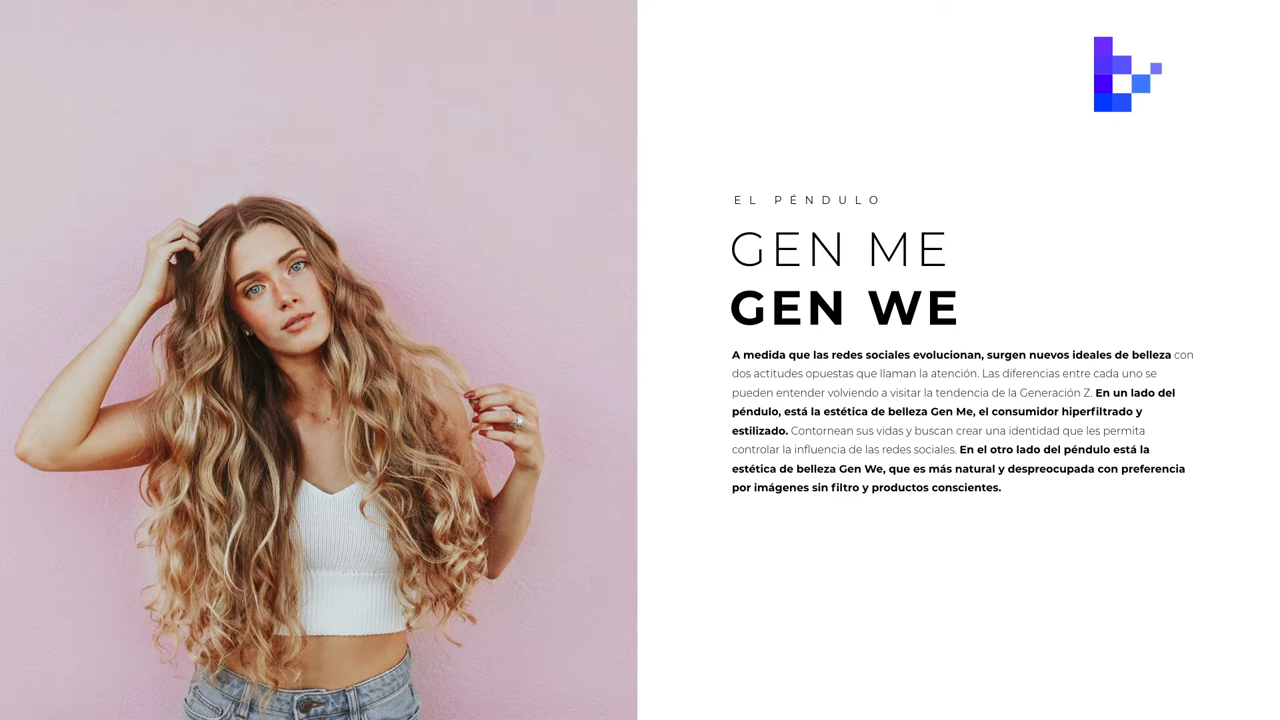 EL PÉNDULO
GEN ME
GEN WE
A medida que las redes sociales evolucionan, surgen nuevos ideales de belleza con
dos actitudes opuestas que llaman la atención. Las diferencias entre cada uno se
pueden entender volviendo a visitar la tendencia de la Generación Z. En un lado del
péndulo, está la estética de belleza Gen Me, el consumidor hiperfiltrado y
estilizado. Contornean sus vidas y buscan crear una identidad que les permita
controlar la influencia de las redes sociales. En el otro lado del péndulo está la
estética de belleza Gen We, que es más natural y despreocupada con preferencia
por imágenes sin filtro y productos conscientes.